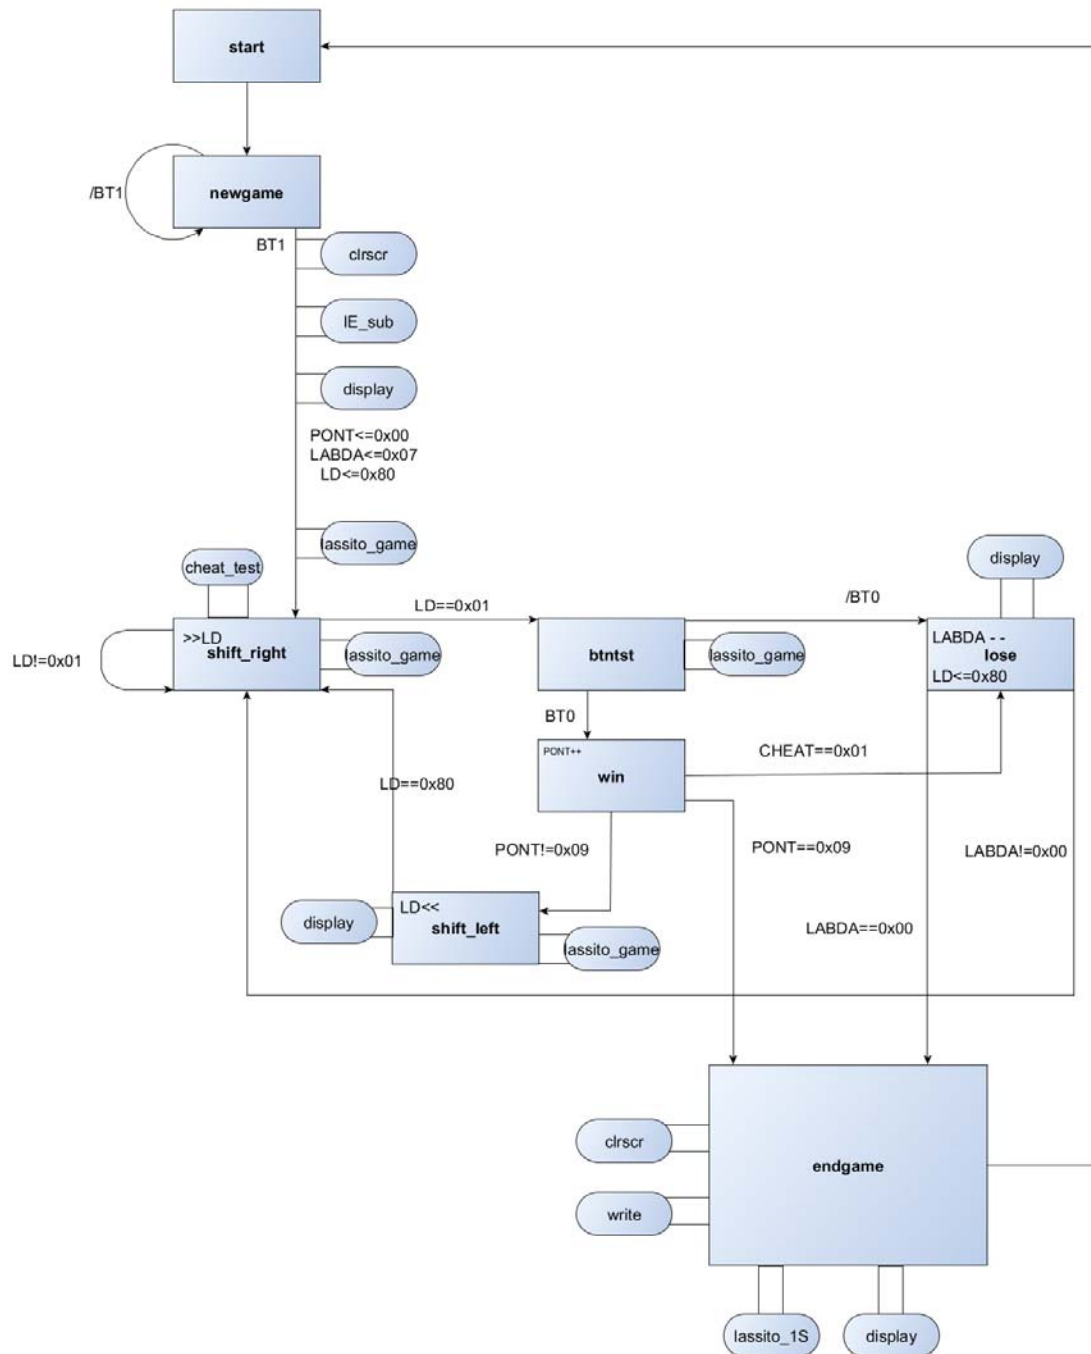 start
/BT1
newgame
BT1
clrscr
IE_sub
display
PONT<=0x00
LABDA<=0x07
LD<=0x80
lassito_game
cheat_test
display
LD==0x01
/BT0
LD!=0x01
>>LD
shift_right
lassito_game
btntst
lassito_game
LABDA - -
lose
LD<=0x80
BT0
PONT++
win
CHEAT==0x01
LD==0x80
PONT!=0x09
PONT==0x09
LABDA!=0x00
display
LD<<
shift_left
lassito_game
LABDA==0x00
clrscr
endgame
write
lassito_1S
display